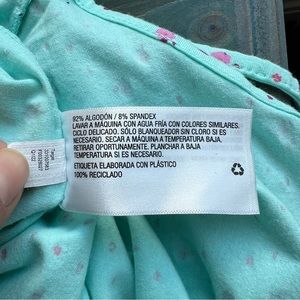 92% ALGODÓN / 8% SPANDEX
LAVAR A MÁQUINA CON AGUA FRÍA CON COLORES SIMILARES.
CICLO DELICADO. SÓLO BLANQUEADOR SIN CLORO SI ES
NECESARIO. SECAR A MÁQUINA A TEMPERATURA BAJA.
RETIRAR OPORTUNAMENTE. PLANCHAR A BAJA
TEMPERATURA SI ES NECESARIO.
ETIQUETA ELABORADA CON PLÁSTICO
100% RECICLADO
Target